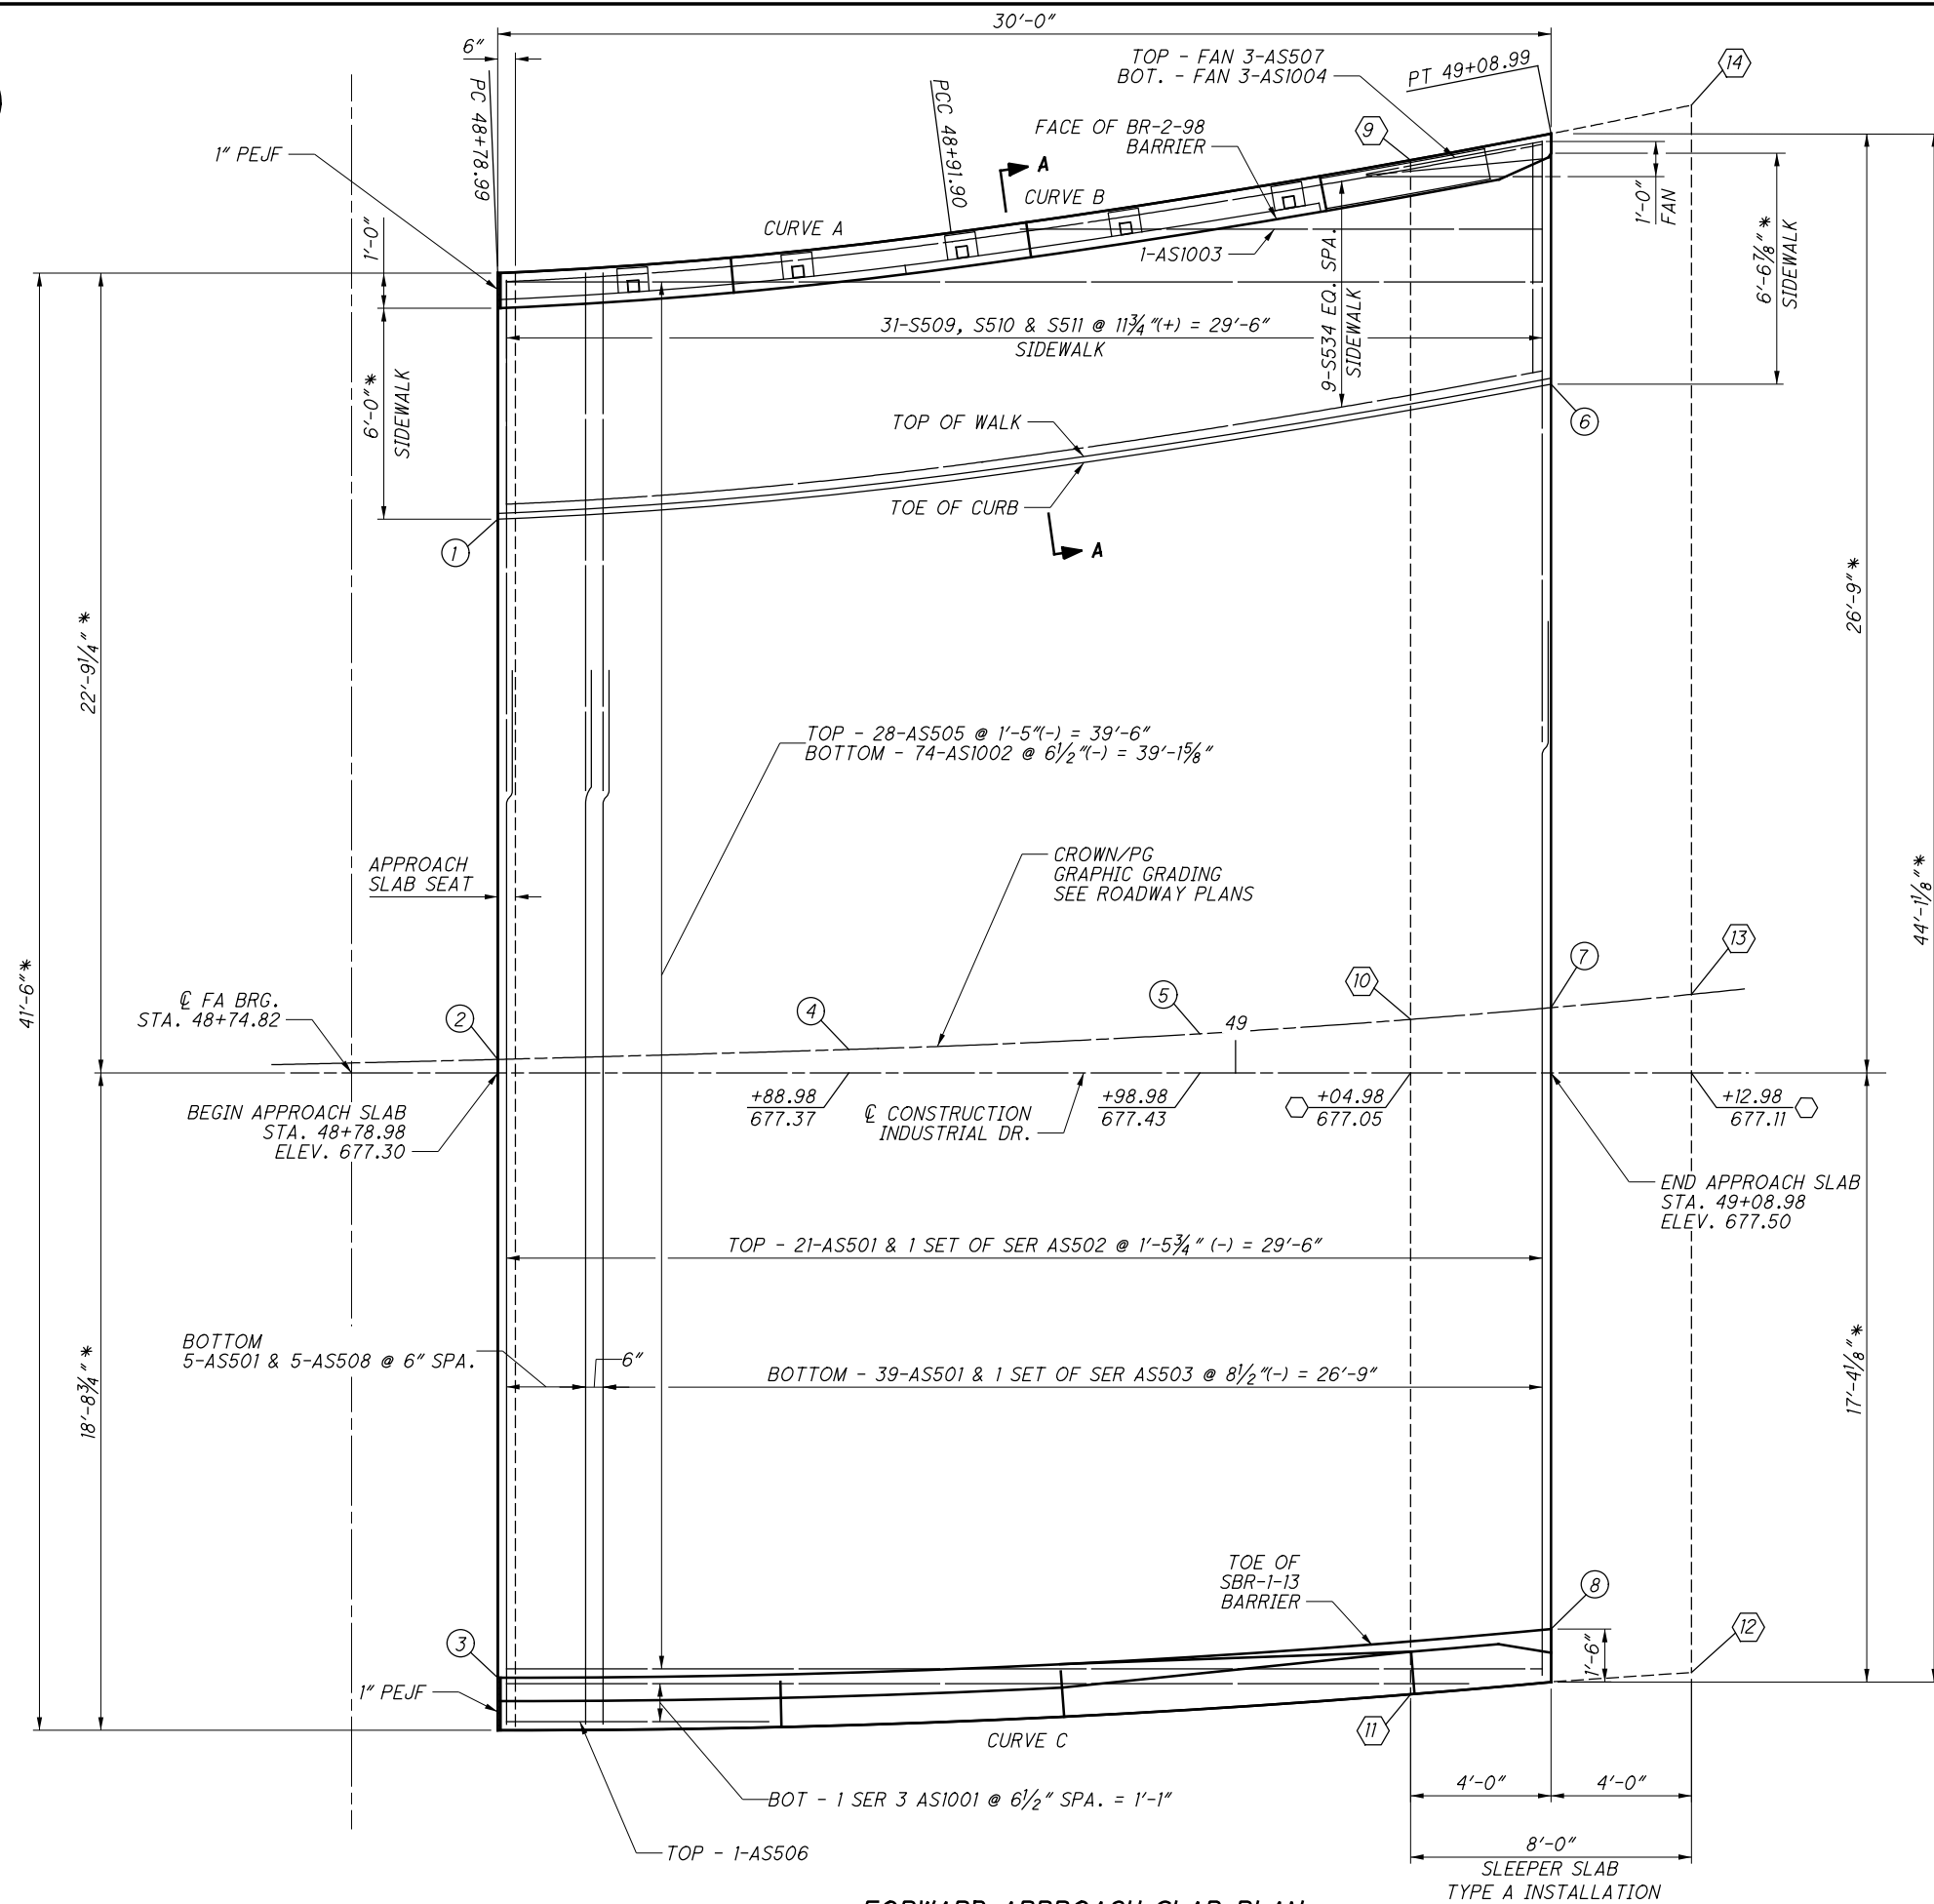 30'-0"
6"
TOP - FAN 3-AS507
BOT. - FAN 3-AS1004
PT 49+08.99
14
PC 48+78.99
PCC 48+91.90
FACE OF BR-2-98
BARRIER
9
1" PEJF
A
CURVE B
CURVE A
1'-0"
1'-0"
FAN
1-AS1003
6'-6⅞"*
SIDEWALK
31-S509, S510 & S511 @ 11¾"(+) = 29'-6"
SIDEWALK
9-S534 EQ. SPA.
SIDEWALK
6'-0"*
SIDEWALK
TOP OF WALK
6
TOE OF CURB
1
A
22'-9¼"*
26'-9"*
TOP - 28-AS505 @ 1'-5"(-) = 39'-6"
BOTTOM - 74-AS1002 @ 6½"(-) = 39'-1⅝"
APPROACH
SLAB SEAT
CROWN/PG
GRAPHIC GRADING
SEE ROADWAY PLANS
44'-1⅛"*
41'-6"*
℄ FA BRG.
STA. 48+74.82
2
4
5
49
10
7
13
BEGIN APPROACH SLAB
STA. 48+78.98
ELEV. 677.30
+88.98
677.37
℄ CONSTRUCTION
INDUSTRIAL DR.
+98.98
677.43
+04.98
677.05
+12.98
677.11
END APPROACH SLAB
STA. 49+08.98
ELEV. 677.50
TOP - 21-AS501 & 1 SET OF SER AS502 @ 1'-5¾" (-) = 29'-6"
BOTTOM
5-AS501 & 5-AS508 @ 6" SPA.
6"
BOTTOM - 39-AS501 & 1 SET OF SER AS503 @ 8½"(-) = 26'-9"
18'-8¾"*
17'-4⅛"*
TOE OF
SBR-1-13
BARRIER
8
3
12
1'-6"
1" PEJF
CURVE C
11
4'-0"
4'-0"
BOT - 1 SER 3 AS1001 @ 6½" SPA. = 1'-1"
TOP - 1-AS506
8'-0"
SLEEPER SLAB
TYPE A INSTALLATION
FORWARD APPROACH SLAB PLAN